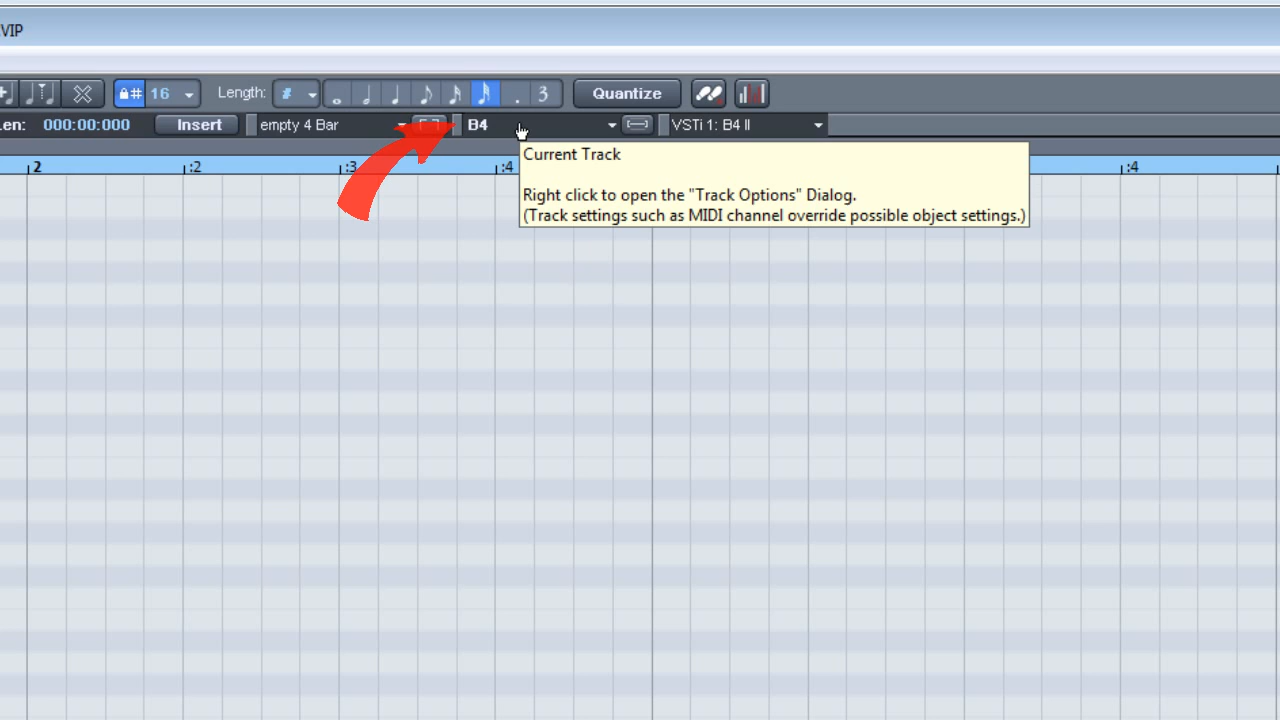 VIP
16 Length: 3 Quantize
Len: 000:00:000 Insert empty 4 Bar B4 VSTi 1: B4 II
2 :2 :3 :4 :4
Current Track
Right click to open the "Track Options" Dialog.
(Track settings such as MIDI channel override possible object settings.)